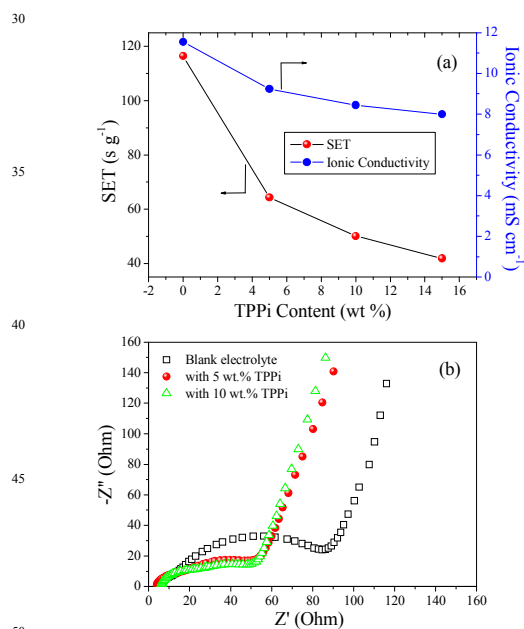 30
120
100
80
60
40
SET (s g⁻¹)
(a)
SET
Ionic Conductivity
12
10
8
6
4
2
0
Ionic Conductivity (mS cm⁻¹)
-2 0 2 4 6 8 10 12 14 16
TPPi Content (wt %)
35
40
160
140
120
100
80
60
40
20
0
-Z'' (Ohm)
Blank electrolyte
with 5 wt.% TPPi
with 10 wt.% TPPi
(b)
0 20 40 60 80 100 120 140 160
Z' (Ohm)
45